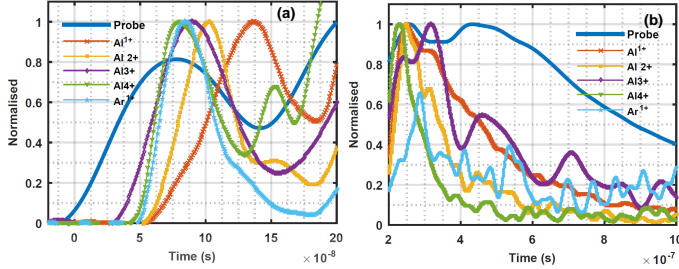 (a)
Probe
Al1+
Al 2+
Al3+
Al4+
Ar1+
Normalised
1
0.8
0.6
0.4
0.2
0
0 5 10 15 20
Time (s)
× 10-8
(b)
Probe
Al1+
Al 2+
Al3+
Al4+
Ar1+
Normalised
1
0.8
0.6
0.4
0.2
0
2 4 6 8 10
Time (s)
× 10-7